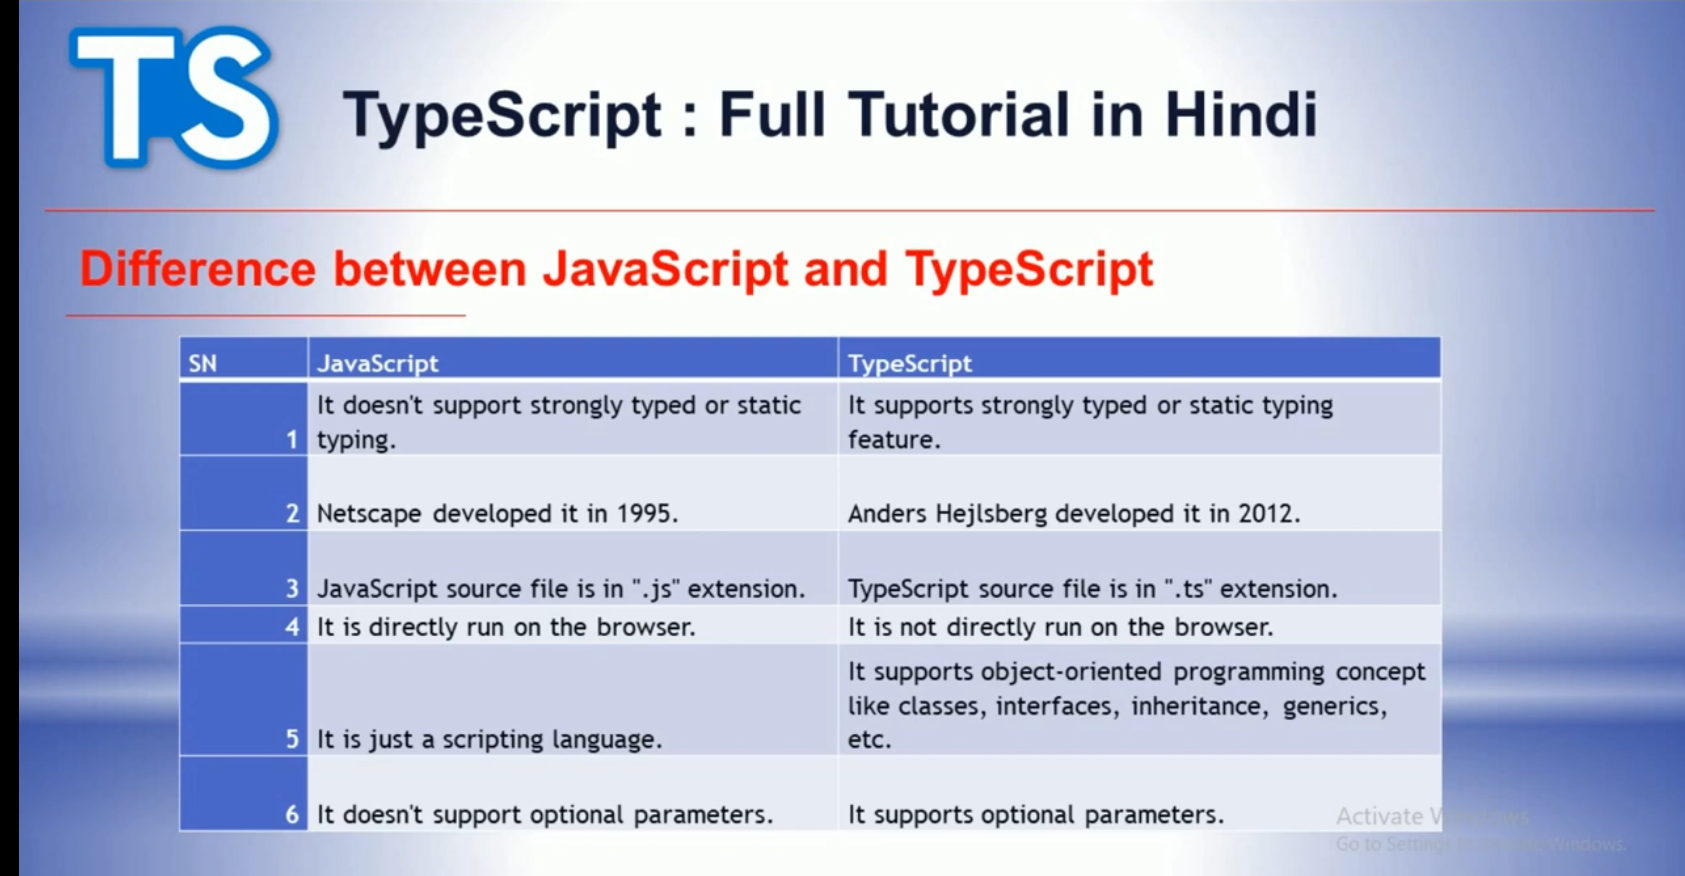 TS
TypeScript : Full Tutorial in Hindi
Difference between JavaScript and TypeScript
SN JavaScript TypeScript
It doesn't support strongly typed or static It supports strongly typed or static typing
1 typing. feature.
2 Netscape developed it in 1995. Anders Hejlsberg developed it in 2012.
3 JavaScript source file is in ".js" extension. TypeScript source file is in ".ts" extension.
4 It is directly run on the browser. It is not directly run on the browser.
It supports object-oriented programming concept
like classes, interfaces, inheritance, generics,
5 It is just a scripting language. etc.
6 It doesn't support optional parameters. It supports optional parameters.
Activate Windows
Go to Settings to activate Windows.